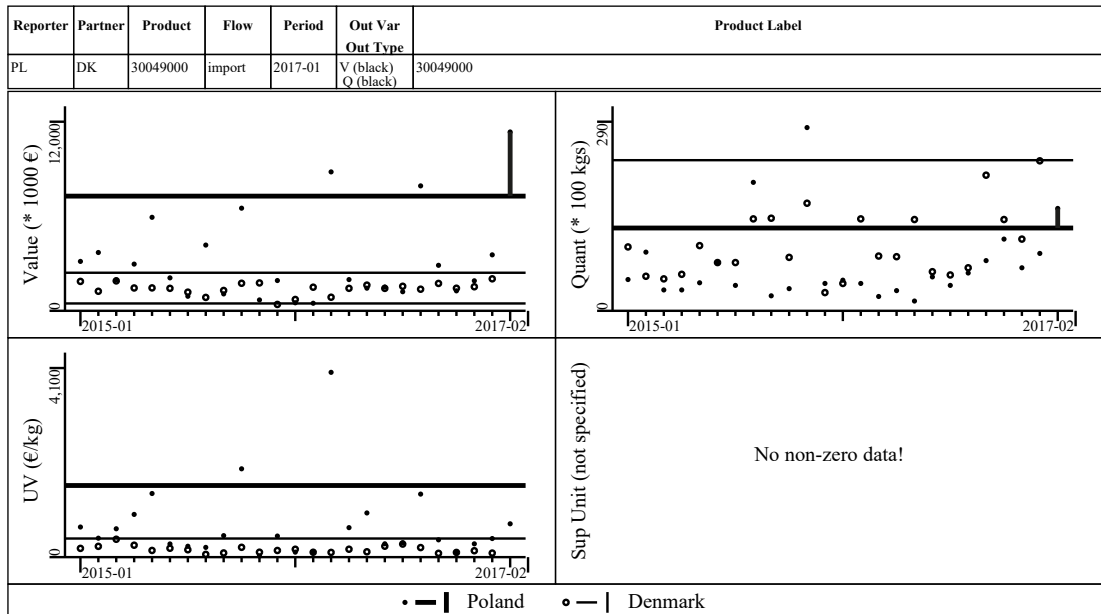 Reporter Partner Product Flow Period Out Var Product Label
Out Type
PL DK 30049000 import 2017-01 V (black) 30049000
Q (black)
Value (* 1000 €)
12,000
0
2015-01 2017-02
Quant (* 100 kgs)
290
0
2015-01 2017-02
UV (€/kg)
4,100
0
2015-01 2017-02
Sup Unit (not specified)
No non-zero data!
Poland Denmark